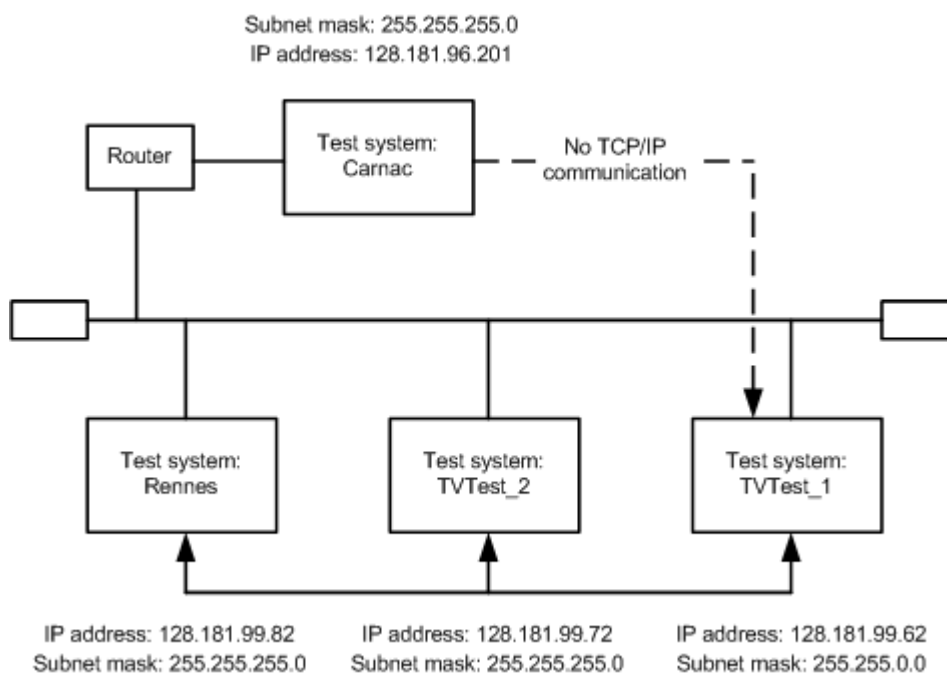 Subnet mask: 255.255.255.0
IP address: 128.181.96.201
Router
Test system:
Carnac
No TCP/IP
communication
Test system:
Rennes
Test system:
TVTest_2
Test system:
TVTest_1
IP address: 128.181.99.82
Subnet mask: 255.255.255.0
IP address: 128.181.99.72
Subnet mask: 255.255.255.0
IP address: 128.181.99.62
Subnet mask: 255.255.0.0